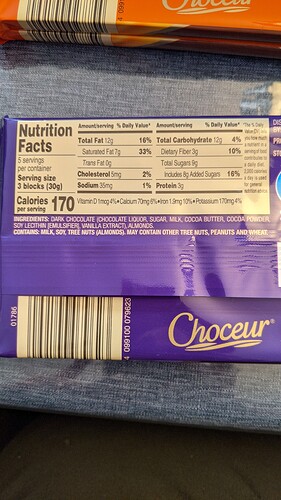 Choceur
Nutrition Facts
5 servings
per container
Serving size
3 blocks (30g)
Calories 170
per serving
Amount/serving % Daily Value*
Total Fat 12g 16%
Saturated Fat 7g 33%
Trans Fat 0g
Cholesterol 5mg 2%
Sodium 35mg 1%
Amount/serving % Daily Value*
Total Carbohydrate 12g 4%
Dietary Fiber 3g 10%
Total Sugars 9g
Includes 8g Added Sugars 16%
Protein 3g
Vitamin D 1mcg 4% • Calcium 70mg 6% • Iron 1.9mg 10% • Potassium 170mg 4%
INGREDIENTS: DARK CHOCOLATE (CHOCOLATE LIQUOR, SUGAR, MILK, COCOA BUTTER, COCOA POWDER,
SOY LECITHIN [EMULSIFIER], VANILLA EXTRACT), ALMONDS.
CONTAINS: MILK, SOY, TREE NUTS (ALMONDS). MAY CONTAIN OTHER TREE NUTS, PEANUTS AND WHEAT
01786
4 099100 079623
Choceur®